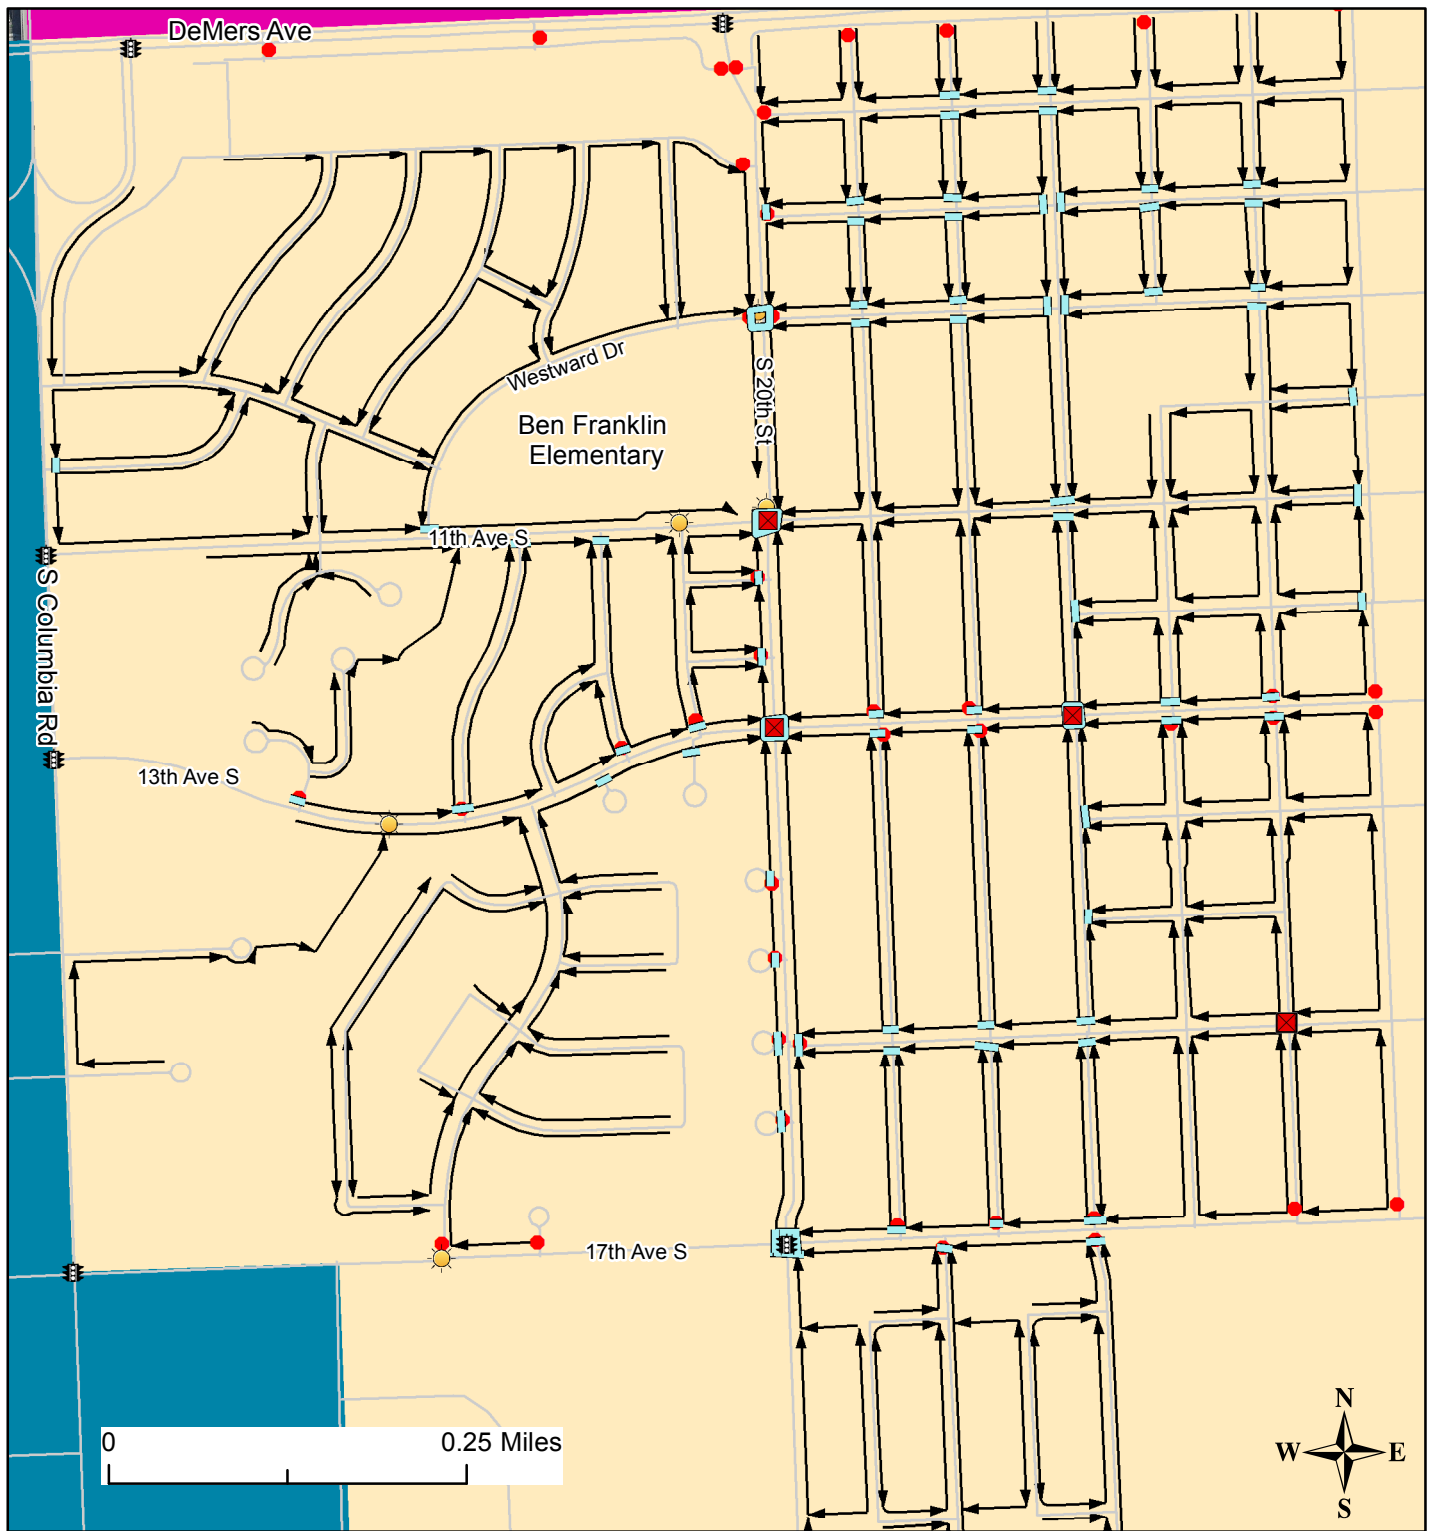 DeMers Ave
Westward Dr
S 20th St
Ben Franklin
Elementary
11th Ave S
S Columbia Rd
13th Ave S
17th Ave S
0 0.25 Miles
N
W E
S